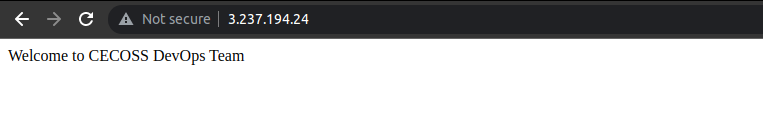 Not secure | 3.237.194.24
Welcome to CECOSS DevOps Team